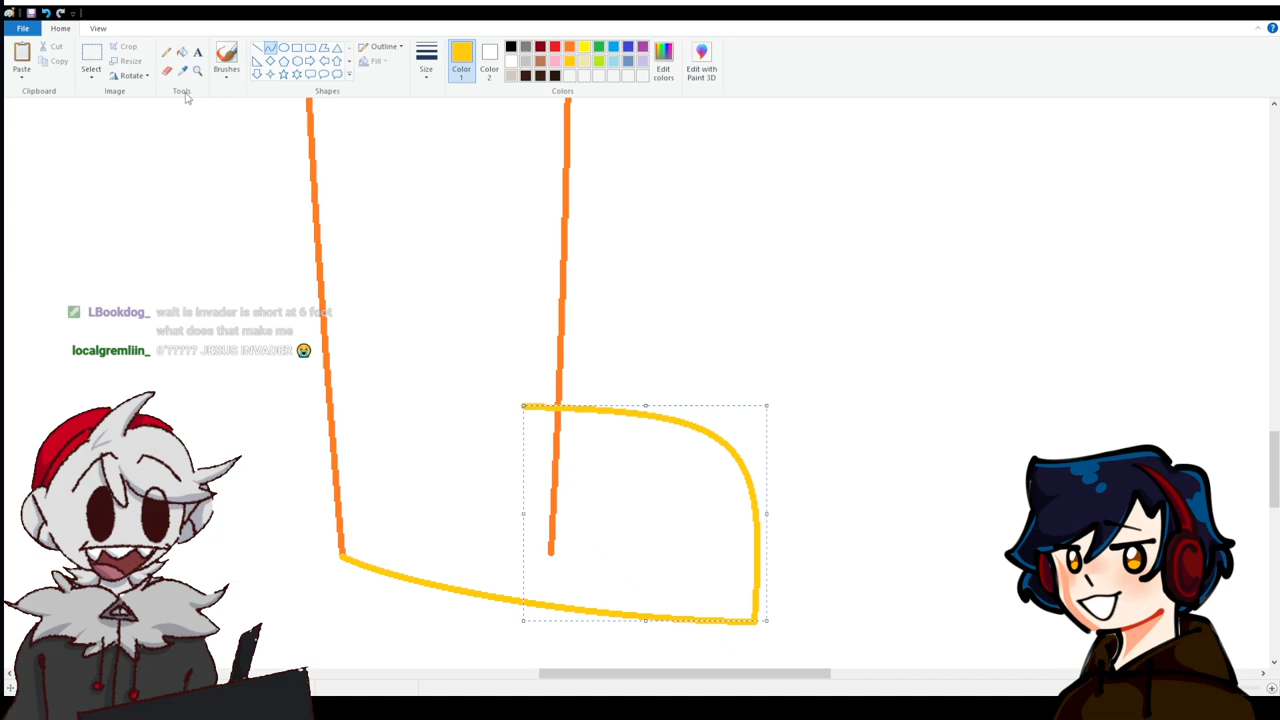 File Home View
Paste
Cut
Copy
Clipboard
Select
Crop
Resize
Rotate
Image
A
Tools
Brushes
Outline
Fill
Shapes
Size
Color 1
Color 2
Edit colors
Colors
Edit with Paint 3D
LBookdog_ wait is invader is short at 6 foot
what does that make me
localgremliin_ 6"????? JESUS INVADER 😭